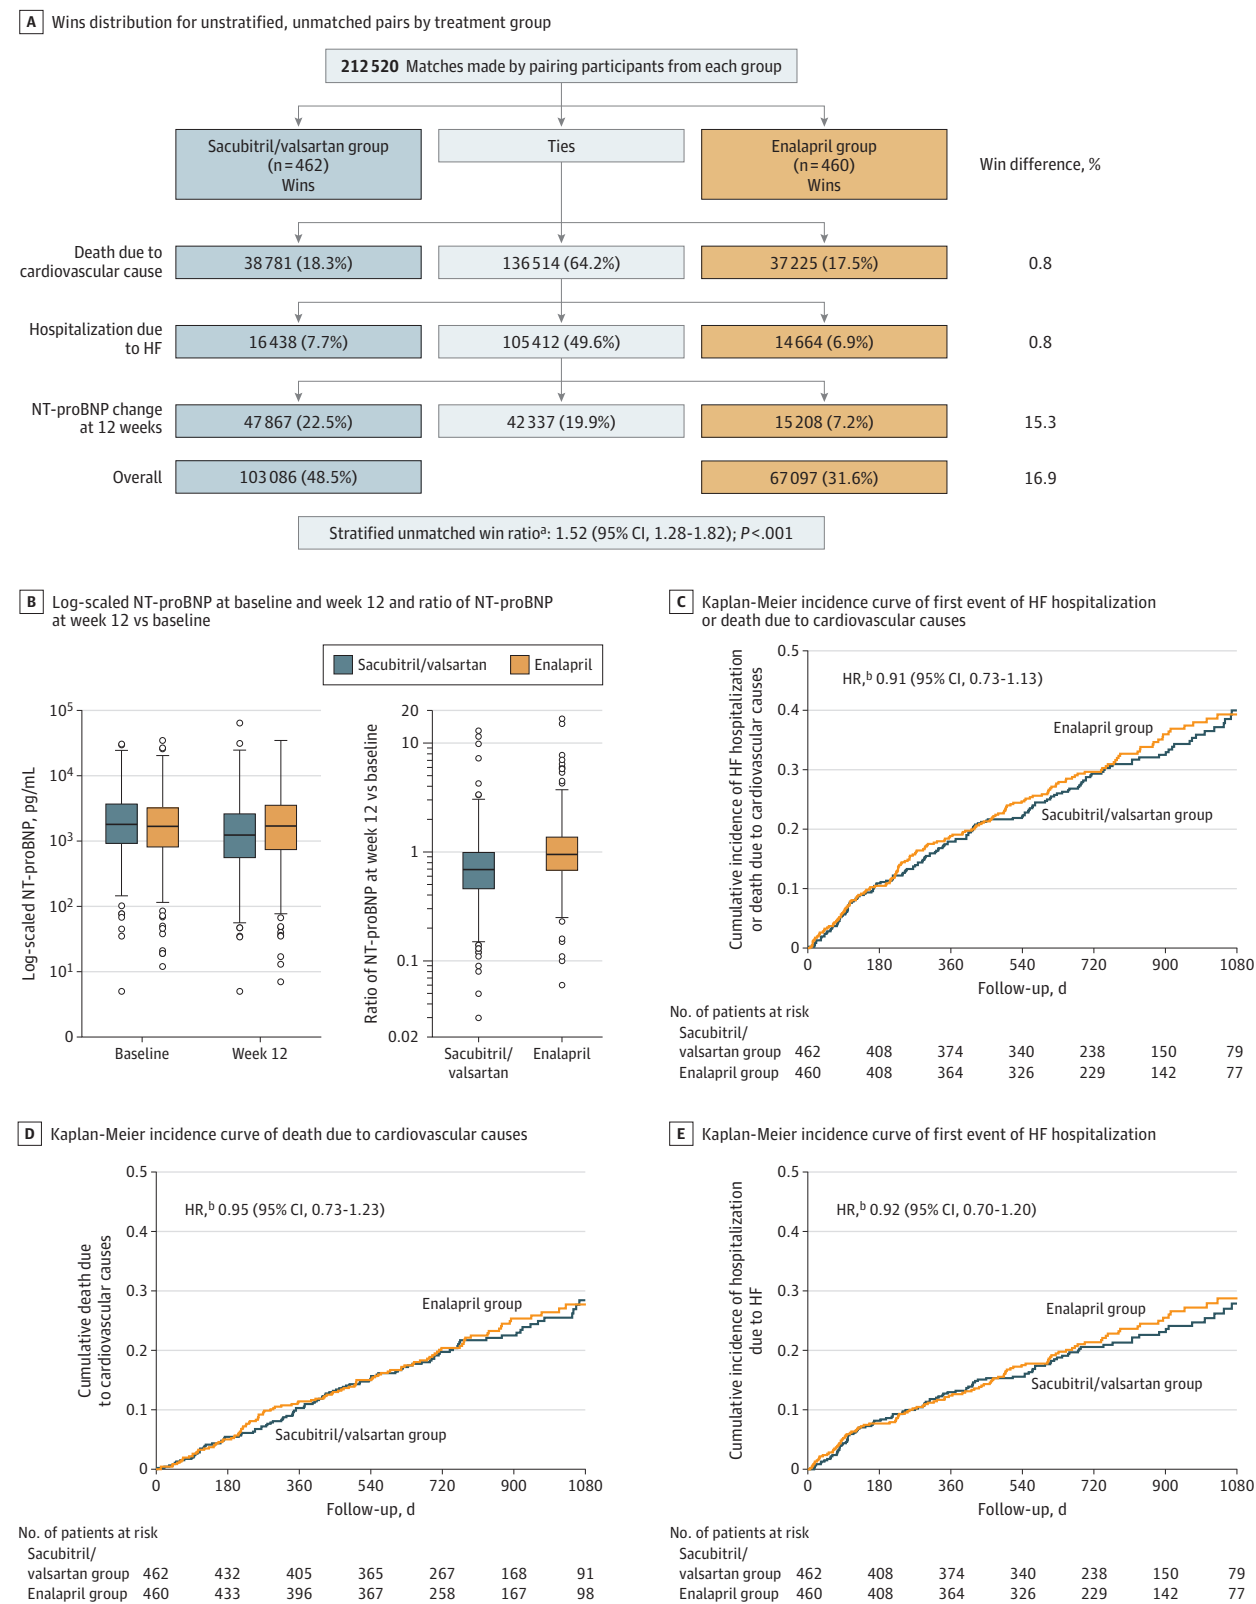 A Wins distribution for unstratified, unmatched pairs by treatment group
212 520 Matches made by pairing participants from each group
Sacubitril/valsartan group
(n = 462)
Wins
Ties
Enalapril group
(n = 460)
Wins
Win difference, %
Death due to
cardiovascular cause
38 781 (18.3%)
136 514 (64.2%)
37 225 (17.5%)
0.8
Hospitalization due
to HF
16 438 (7.7%)
105 412 (49.6%)
14 664 (6.9%)
0.8
NT-proBNP change
at 12 weeks
47 867 (22.5%)
42 337 (19.9%)
15 208 (7.2%)
15.3
Overall
103 086 (48.5%)
67 097 (31.6%)
16.9
Stratified unmatched win ratioᵃ: 1.52 (95% CI, 1.28-1.82); P <.001
B Log-scaled NT-proBNP at baseline and week 12 and ratio of NT-proBNP
at week 12 vs baseline
Sacubitril/valsartan
Enalapril
Log-scaled NT-proBNP, pg/mL
10⁵
10⁴
10³
10²
10¹
0
Baseline
Week 12
Ratio of NT-proBNP at week 12 vs baseline
20
10
1
0.1
0.02
Sacubitril/
valsartan
Enalapril
C Kaplan-Meier incidence curve of first event of HF hospitalization
or death due to cardiovascular causes
Cumulative incidence of HF hospitalization
or death due to cardiovascular causes
0.5
0.4
0.3
0.2
0.1
0
HR,ᵇ 0.91 (95% CI, 0.73-1.13)
Enalapril group
Sacubitril/valsartan group
0 180 360 540 720 900 1080
Follow-up, d
No. of patients at risk
Sacubitril/
valsartan group 462 408 374 340 238 150 79
Enalapril group 460 408 364 326 229 142 77
D Kaplan-Meier incidence curve of death due to cardiovascular causes
Cumulative death due
to cardiovascular causes
0.5
0.4
0.3
0.2
0.1
0
HR,ᵇ 0.95 (95% CI, 0.73-1.23)
Enalapril group
Sacubitril/valsartan group
0 180 360 540 720 900 1080
Follow-up, d
No. of patients at risk
Sacubitril/
valsartan group 462 432 405 365 267 168 91
Enalapril group 460 433 396 367 258 167 98
E Kaplan-Meier incidence curve of first event of HF hospitalization
Cumulative incidence of hospitalization
due to HF
0.5
0.4
0.3
0.2
0.1
0
HR,ᵇ 0.92 (95% CI, 0.70-1.20)
Enalapril group
Sacubitril/valsartan group
0 180 360 540 720 900 1080
Follow-up, d
No. of patients at risk
Sacubitril/
valsartan group 462 408 374 340 238 150 79
Enalapril group 460 408 364 326 229 142 77